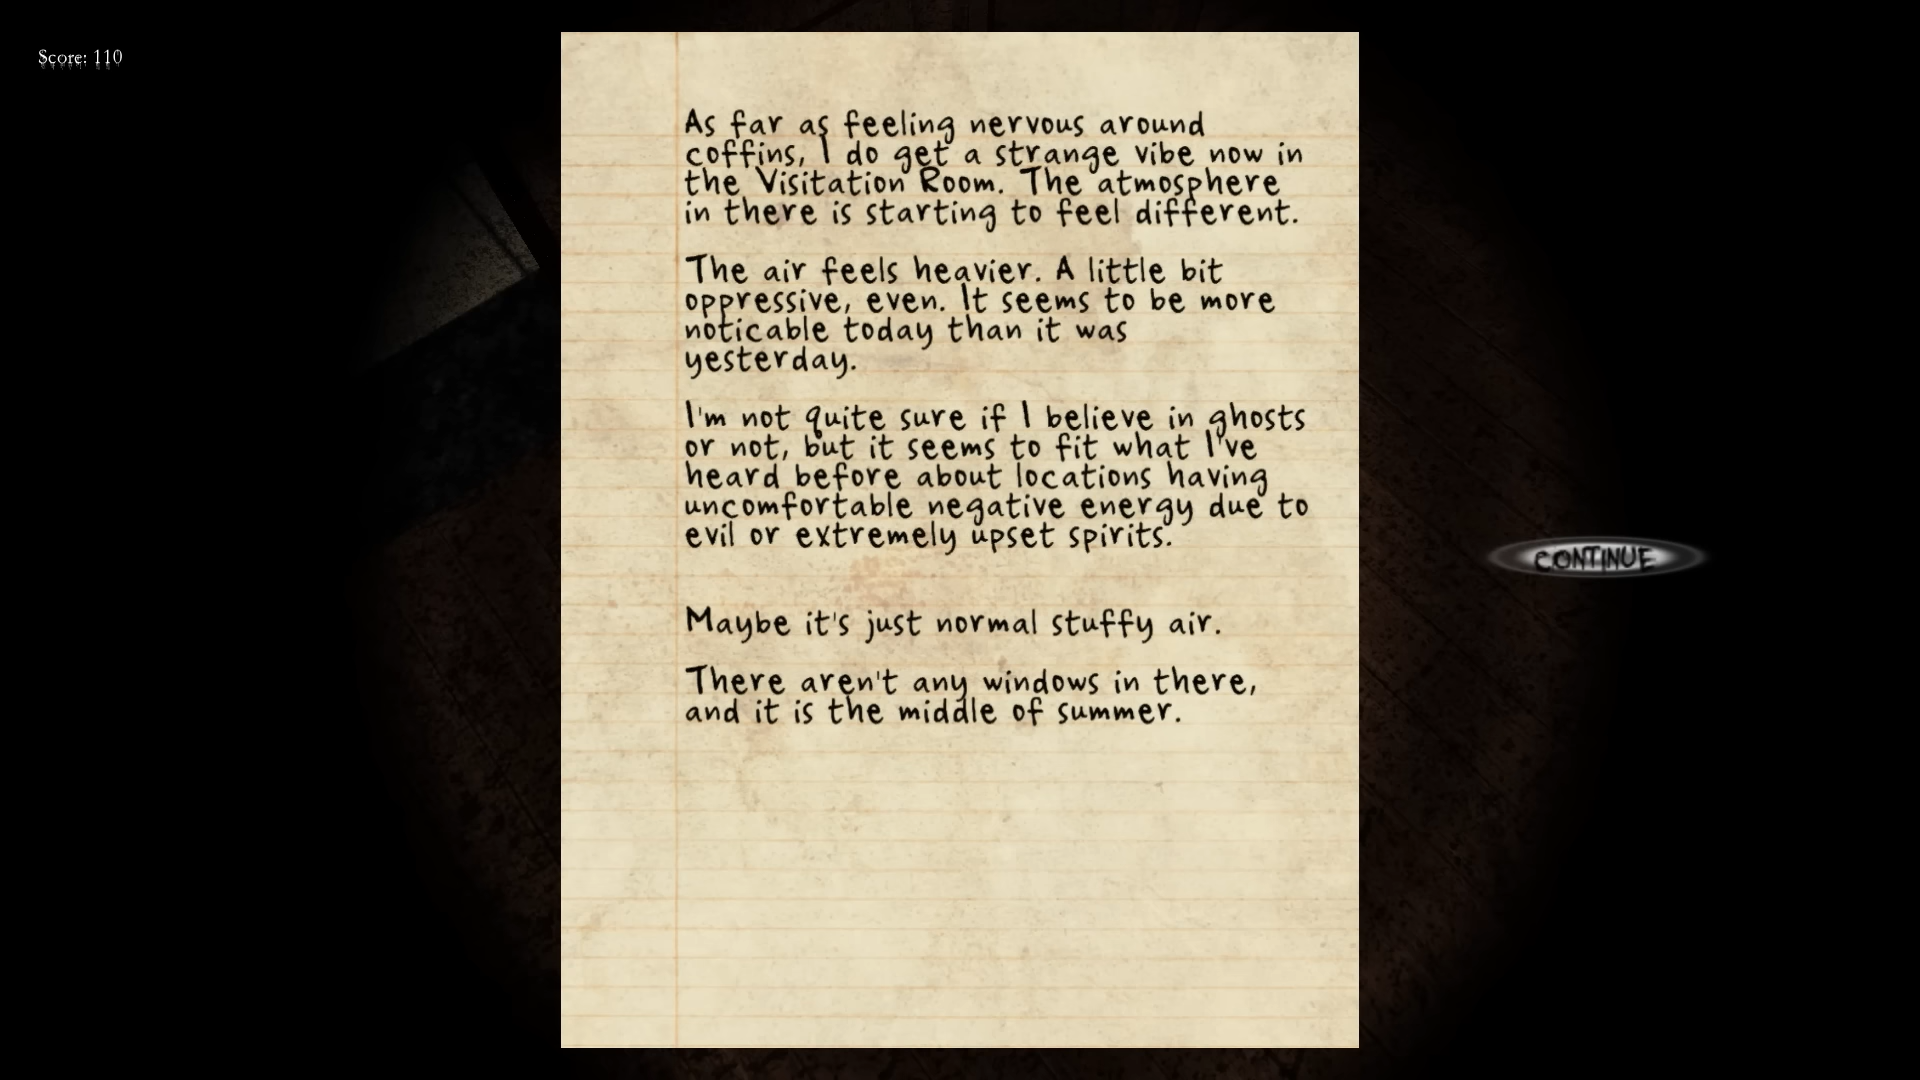 Score: 110
As far as feeling nervous around
coffins, I do get a strange vibe now in
the Visitation Room. The atmosphere
in there is starting to feel different.
The air feels heavier. A little bit
oppressive, even. It seems to be more
noticable today than it was
yesterday.
I'm not quite sure if I believe in ghosts
or not, but it seems to fit what I've
heard before about locations having
uncomfortable negative energy due to
evil or extremely upset spirits.
Maybe it's just normal stuffy air.
There aren't any windows in there,
and it is the middle of summer.
CONTINUE